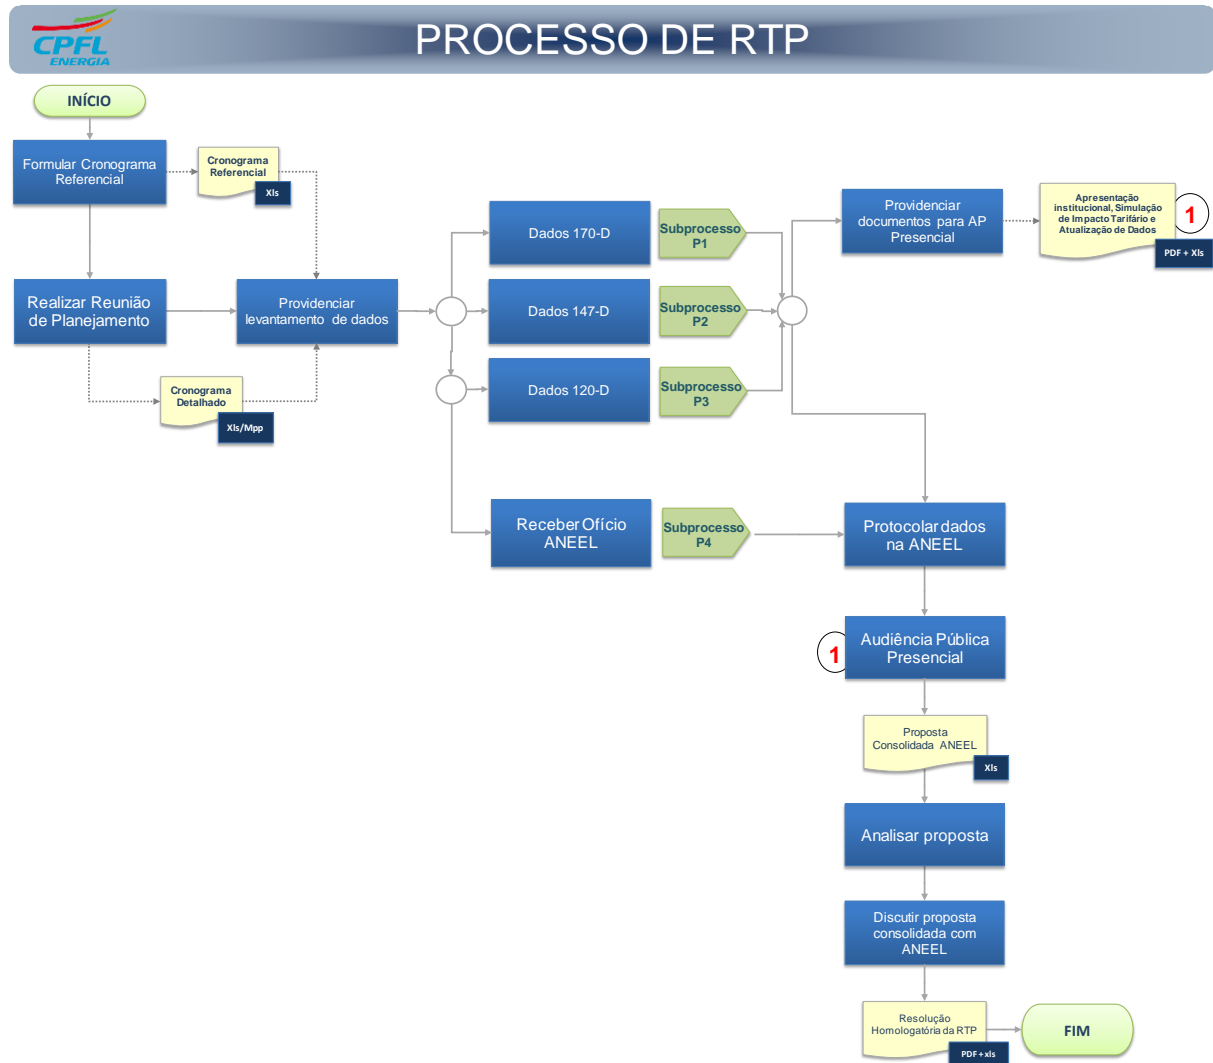 CPFL
ENERGIA
PROCESSO DE RTP
INÍCIO
Formular Cronograma
Referencial
Cronograma
Referencial
Xls
Realizar Reunião
de Planejamento
Cronograma
Detalhado
Xls/Mpp
Providenciar
levantamento de dados
Dados 170-D
Subprocesso
P1
Dados 147-D
Subprocesso
P2
Dados 120-D
Subprocesso
P3
Receber Ofício
ANEEL
Subprocesso
P4
Providenciar
documentos para AP
Presencial
Apresentação
institucional, Simulação
de Impacto Tarifário e
Atualização de Dados
1
PDF + Xls
Protocolar dados
na ANEEL
1
Audiência Pública
Presencial
Proposta
Consolidada ANEEL
Xls
Analisar proposta
Discutir proposta
consolidada com
ANEEL
Resolução
Homologatória da RTP
PDF + xls
FIM